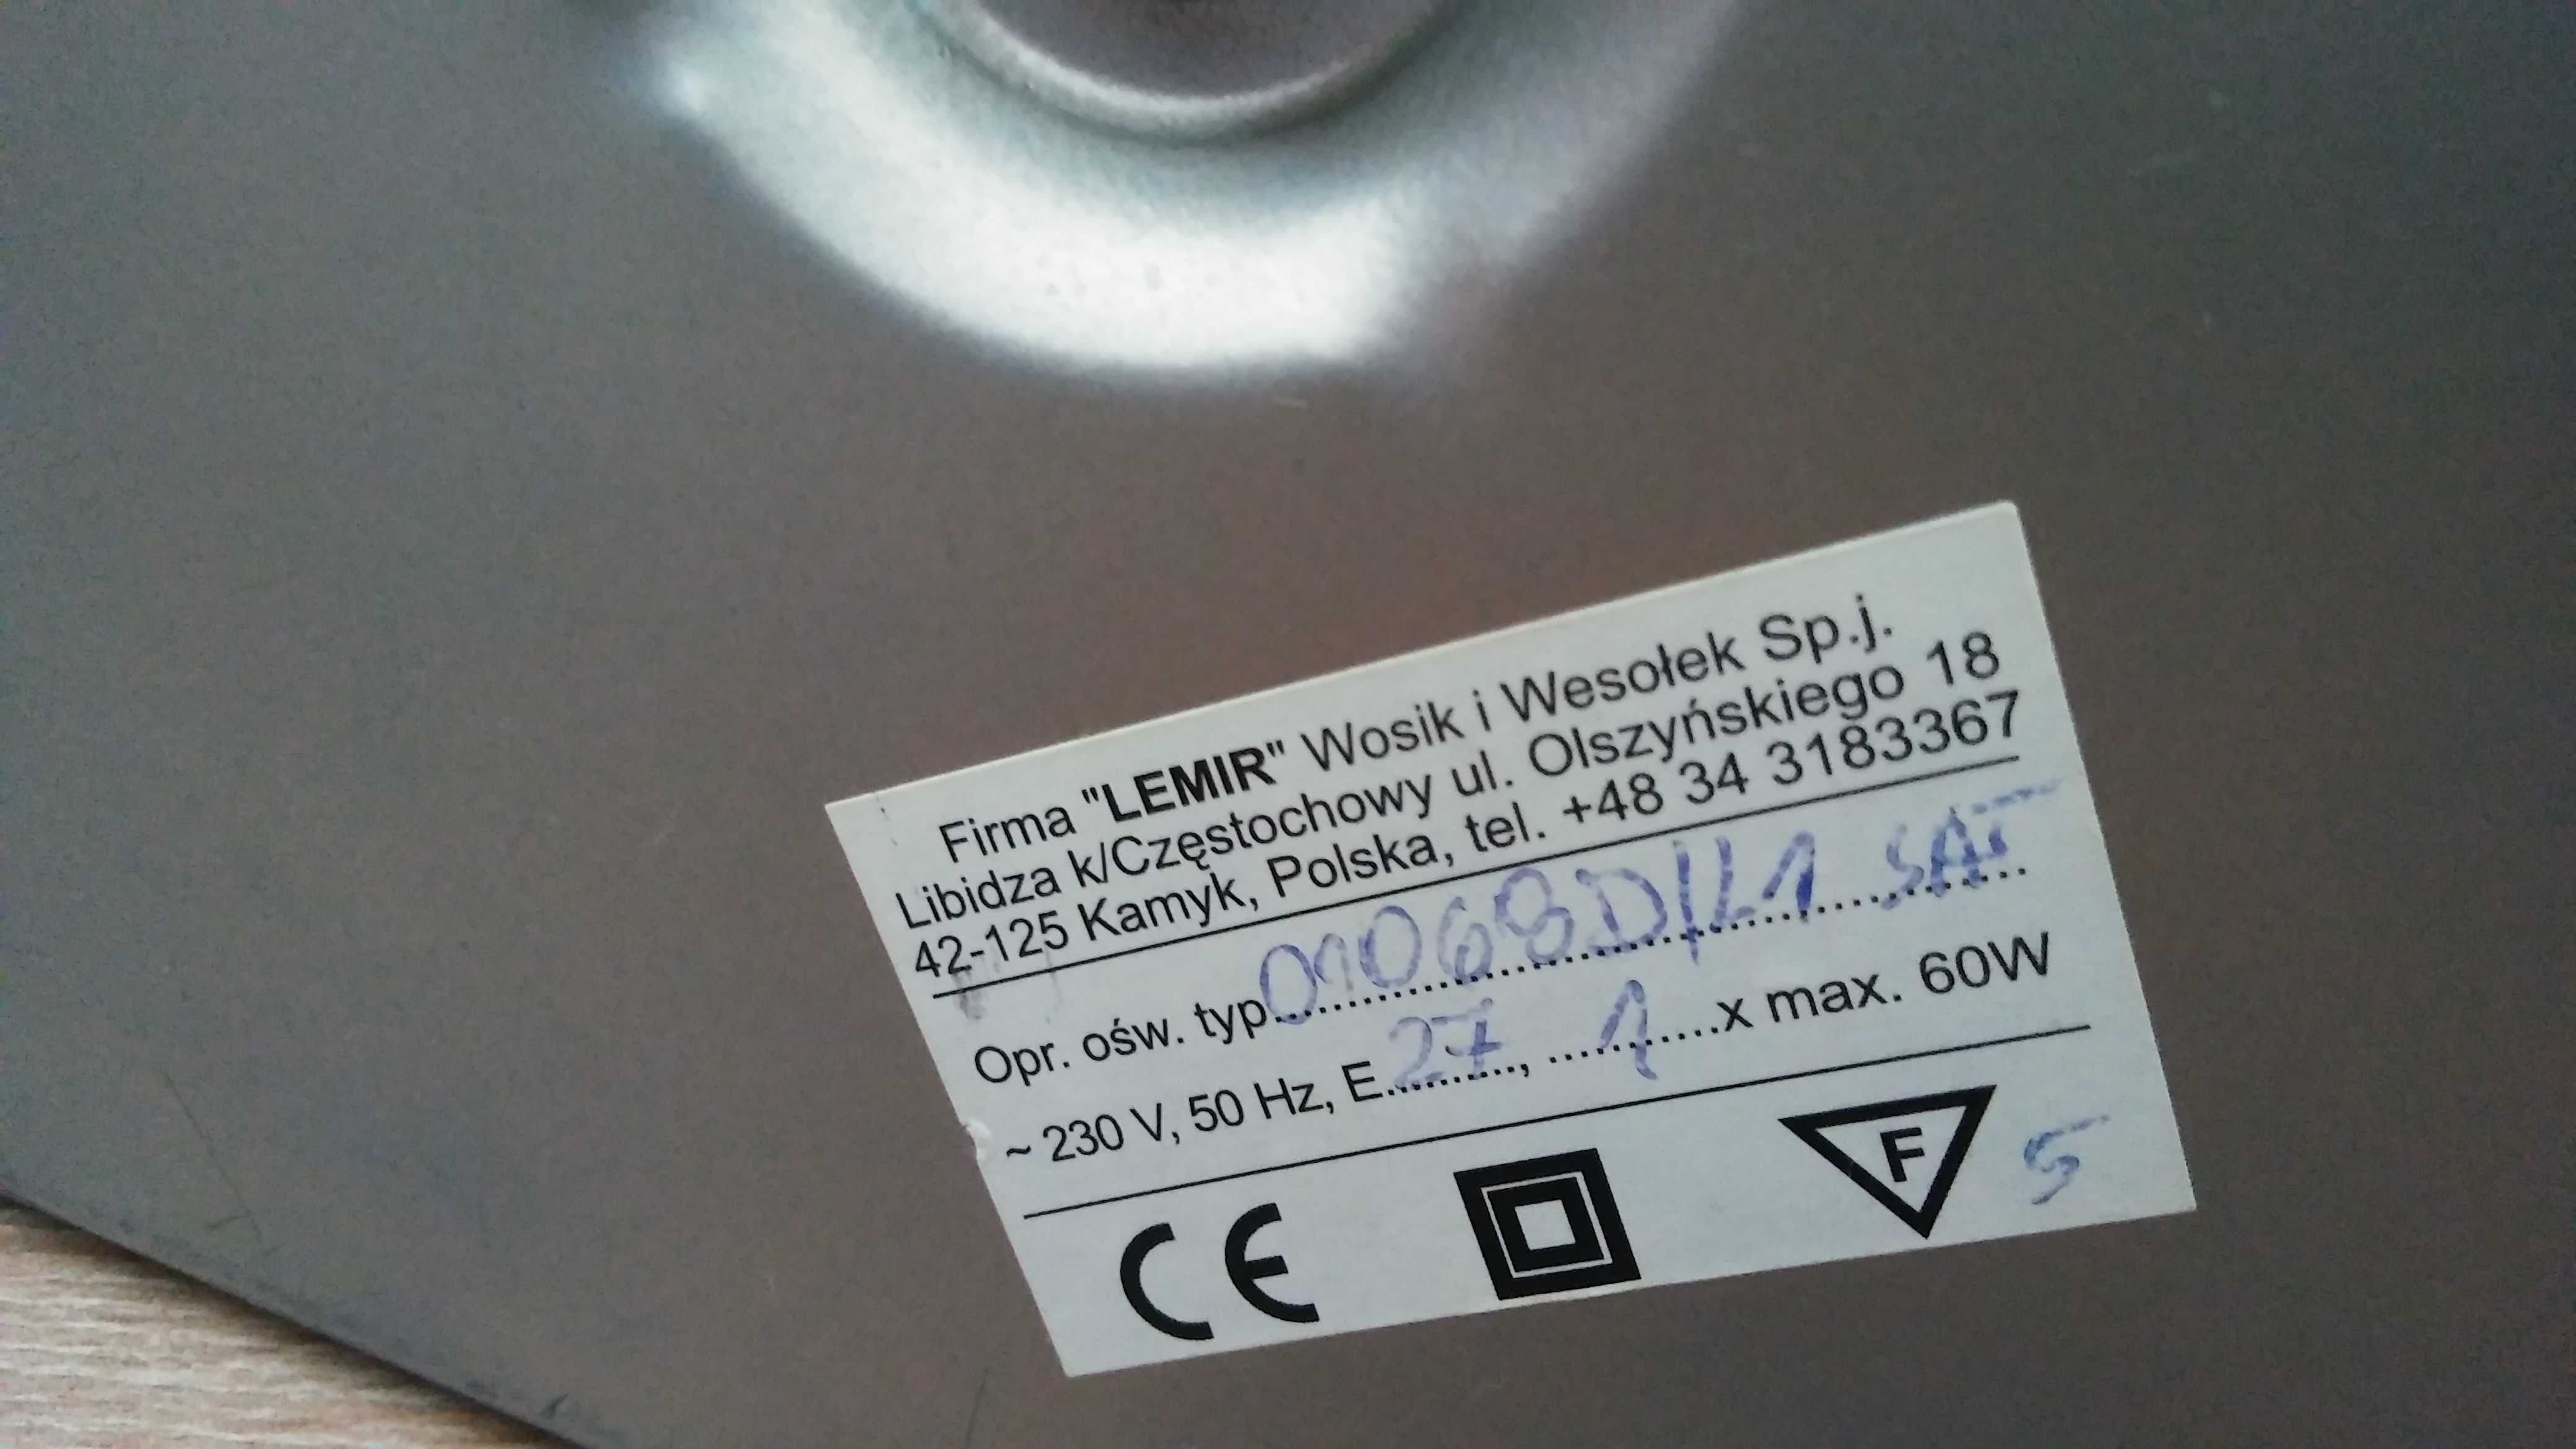 Firma "LEMIR" Wosik i Wesołek Sp.j.
Libidza k/Częstochowy ul. Olszyńskiego 18
42-125 Kamyk, Polska, tel. +48 34 3183367
Opr. ośw. typ 01068D/L1 SAT
~ 230 V, 50 Hz, E 27, 1 x max. 60W
CE F 5